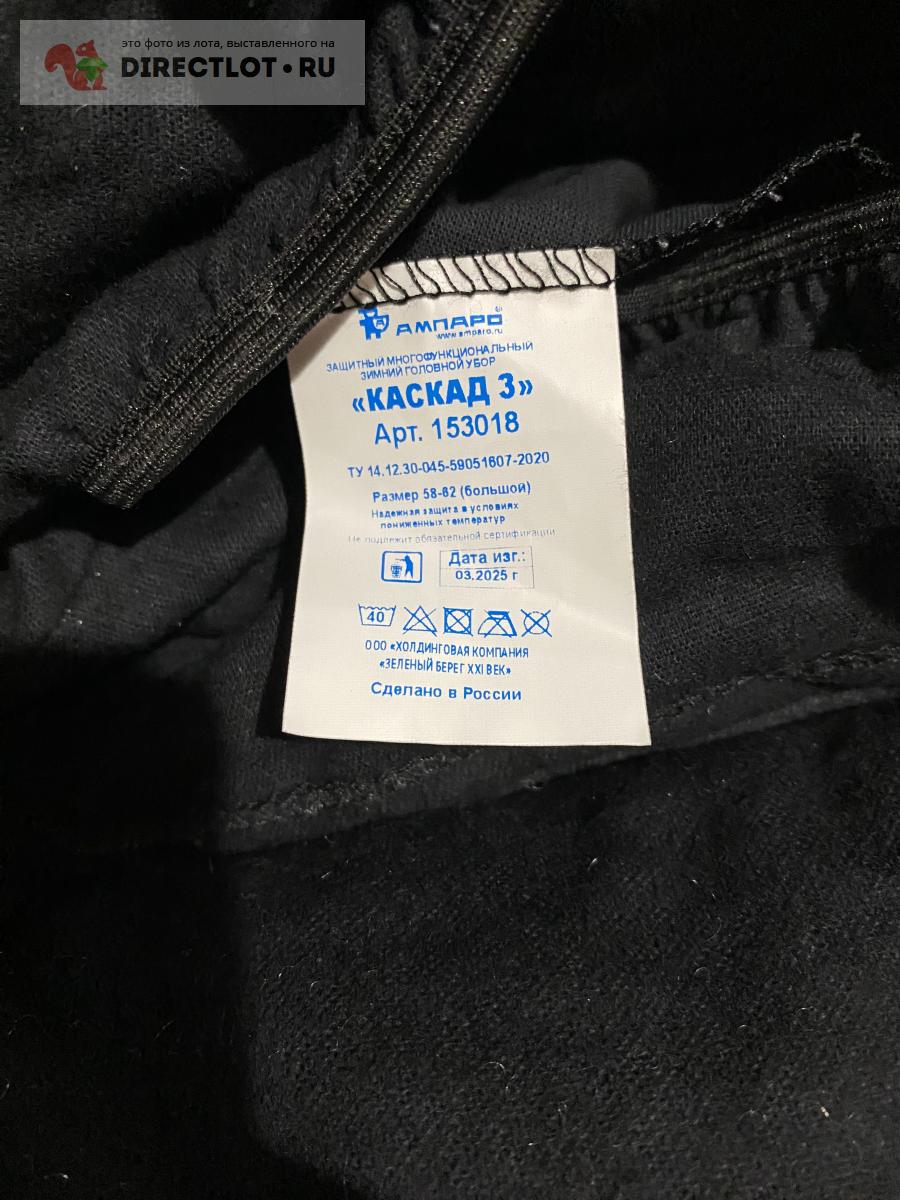 это фото из лота, выставленного на
DIRECTLOT•RU
АМПАРО
www.amparo.ru
ЗАЩИТНЫЙ МНОГОФУНКЦИОНАЛЬНЫЙ
ЗИМНИЙ ГОЛОВНОЙ УБОР
«КАСКАД 3»
Арт. 153018
ТУ 14.12.30-045-59051607-2020
Размер 58-62 (большой)
Надежная защита в условиях
пониженных температур
Не подлежит обязательной сертификации
Дата изг.:
03.2025 г
40
ООО «ХОЛДИНГОВАЯ КОМПАНИЯ
«ЗЕЛЕНЫЙ БЕРЕГ XXI ВЕК»
Сделано в России